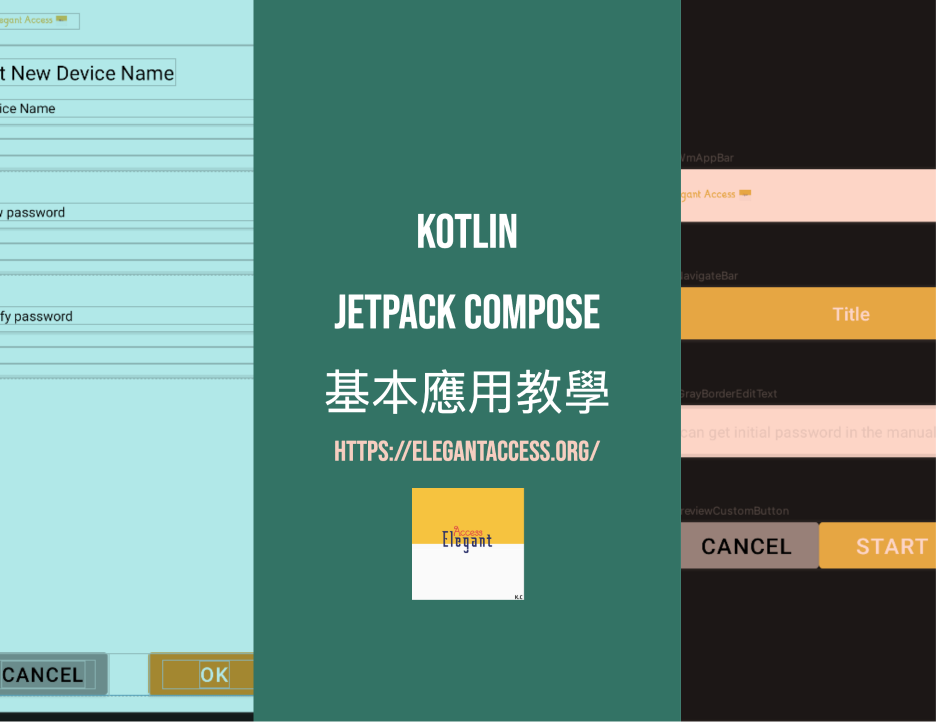 Elegant Access
t New Device Name
ice Name
w password
fy password
CANCEL
OK
KOTLIN
JETPACK COMPOSE
基本應用教學
HTTPS://ELEGANTACCESS.ORG/
Access
Elegant
K.C
mAppBar
gant Access
avigateBar
Title
GrayBorderEditText
can get initial password in the manual
reviewCustomButton
CANCEL
START